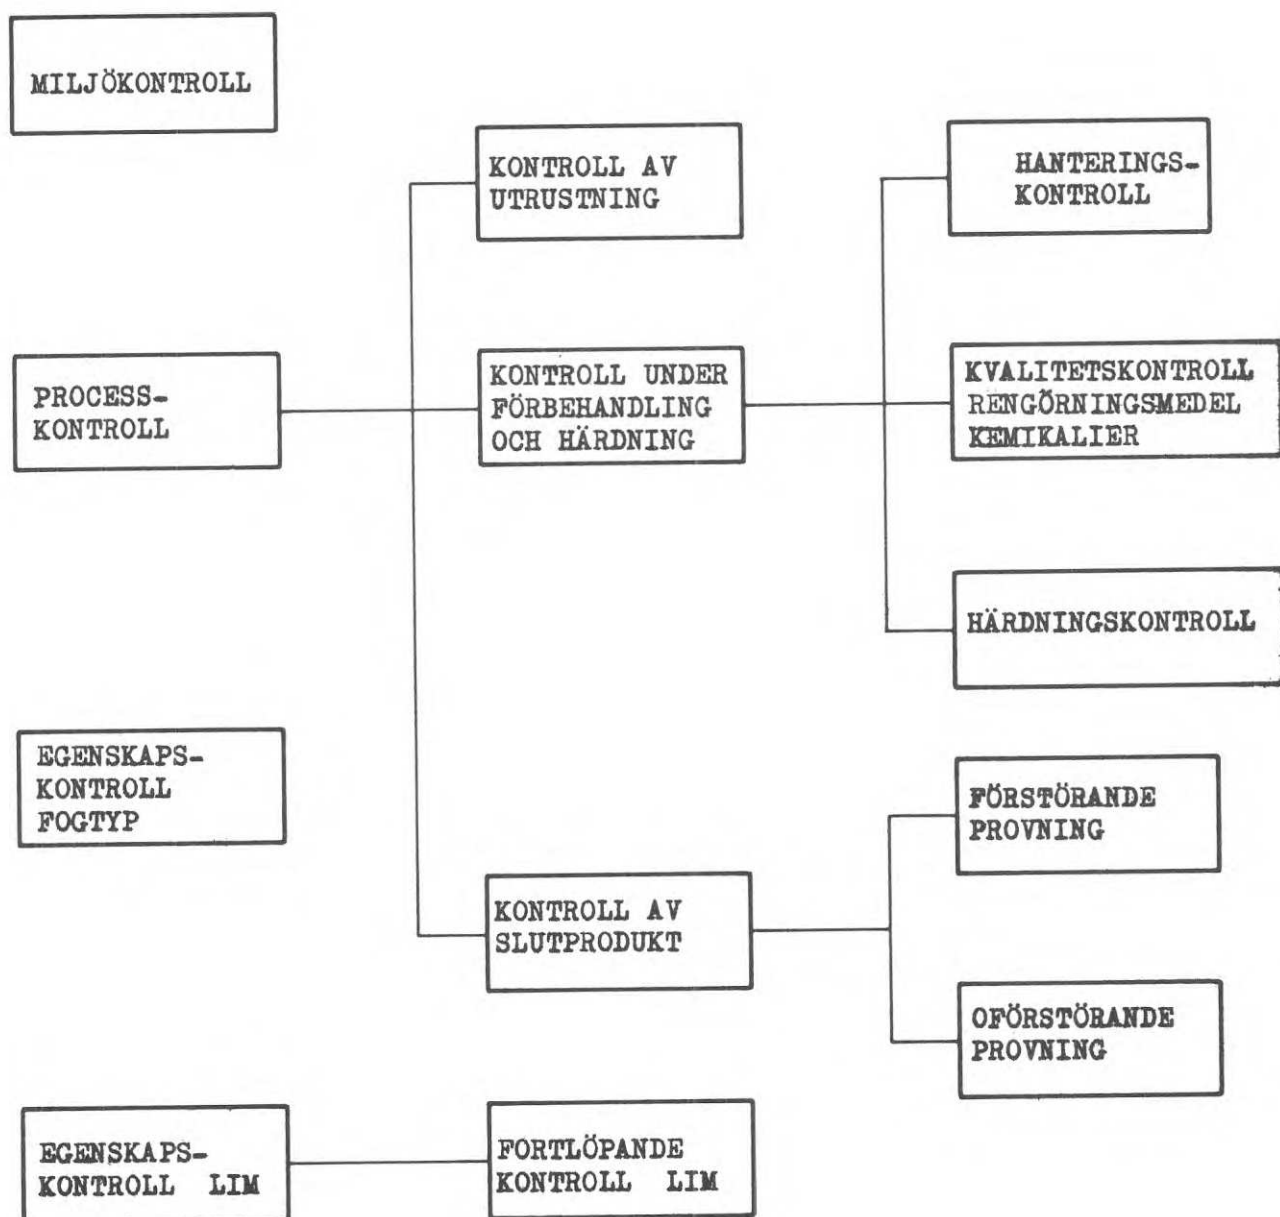 MILJÖKONTROLL
KONTROLL AV
UTRUSTNING
HANTERINGS-
KONTROLL
PROCESS-
KONTROLL
KONTROLL UNDER
FÖRBEHANDLING
OCH HÄRDNING
KVALITETSKONTROLL
RENGÖRNINGSMEDEL
KEMIKALIER
HÄRDNINGSKONTROLL
EGENSKAPS-
KONTROLL
FOGTYP
FÖRSTÖRANDE
PROVNING
KONTROLL AV
SLUTPRODUKT
OFÖRSTÖRANDE
PROVNING
EGENSKAPS-
KONTROLL LIM
FORTLÖPANDE
KONTROLL LIM